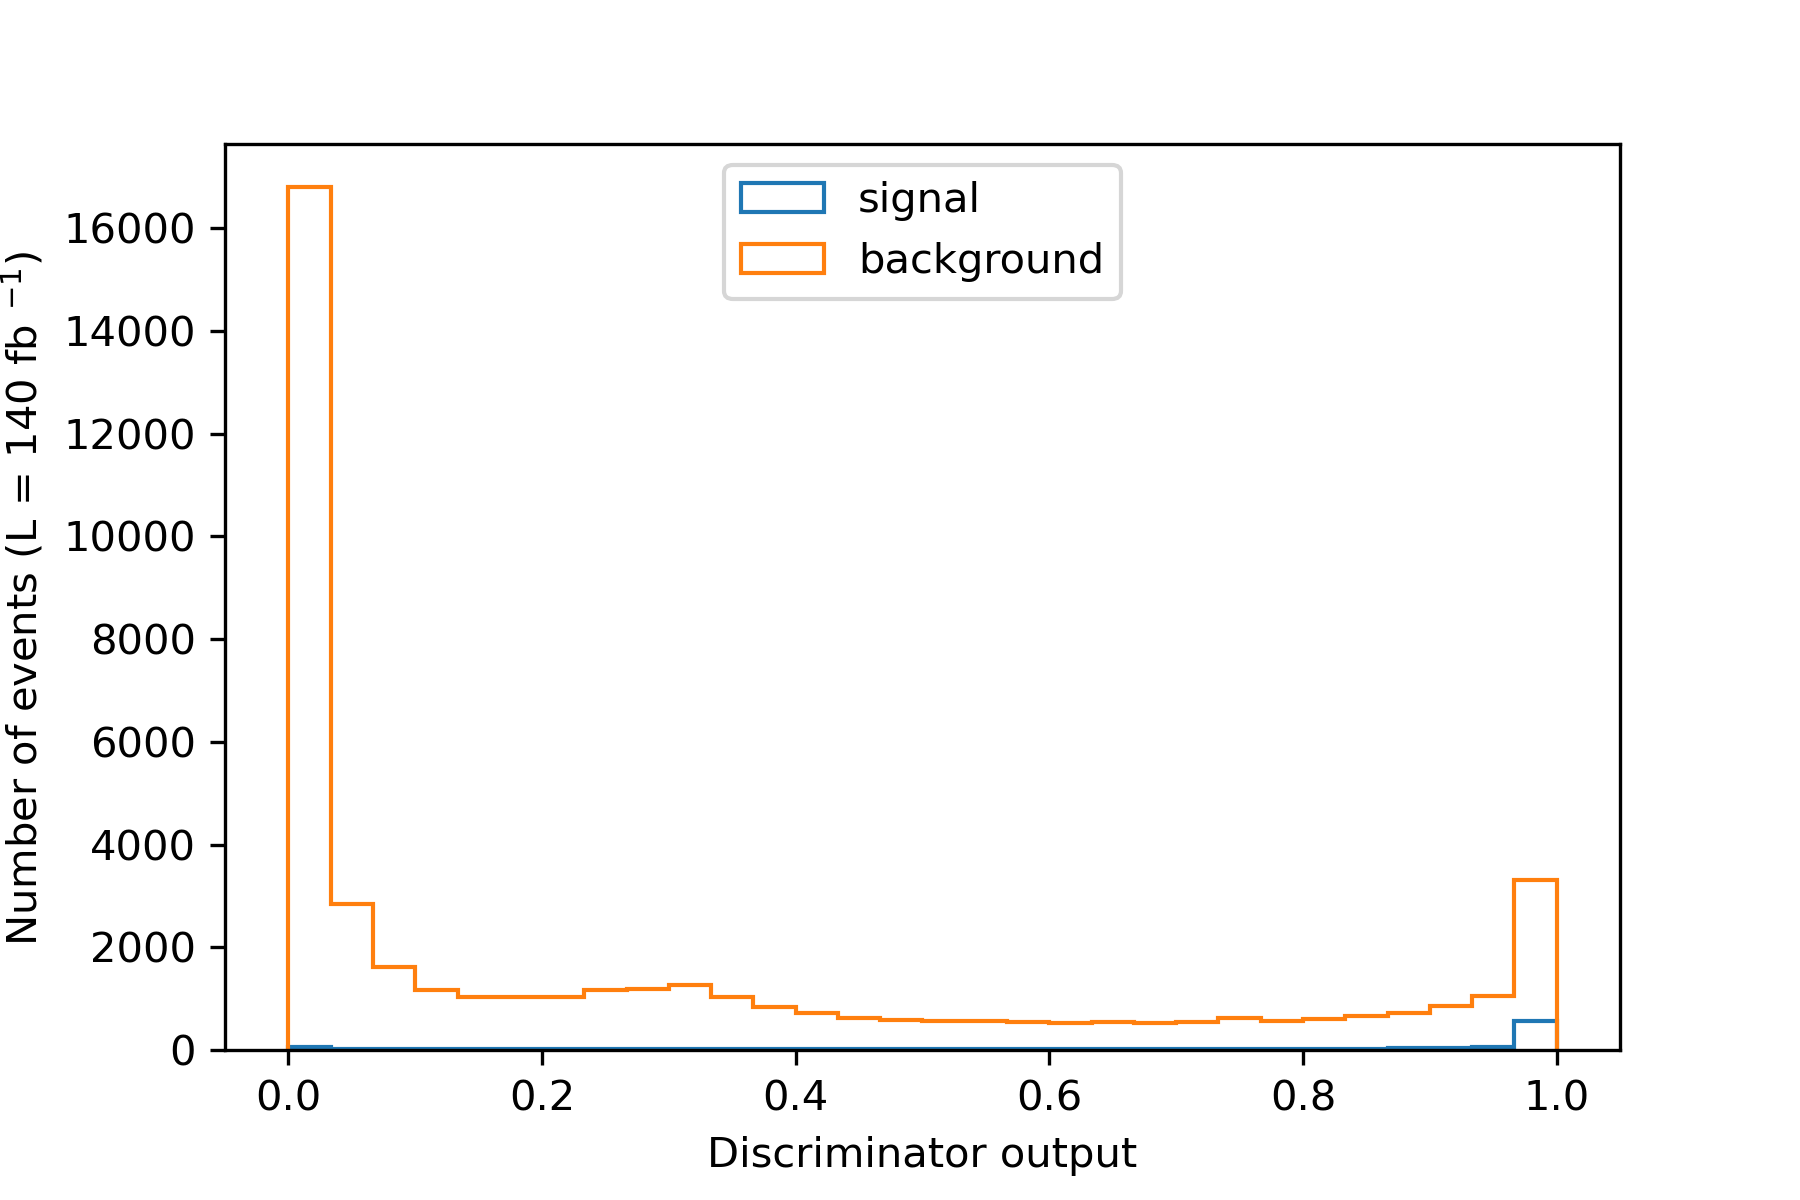 signal
background
Number of events (L = 140 fb ⁻¹)
16000
14000
12000
10000
8000
6000
4000
2000
0
0.0 0.2 0.4 0.6 0.8 1.0
Discriminator output